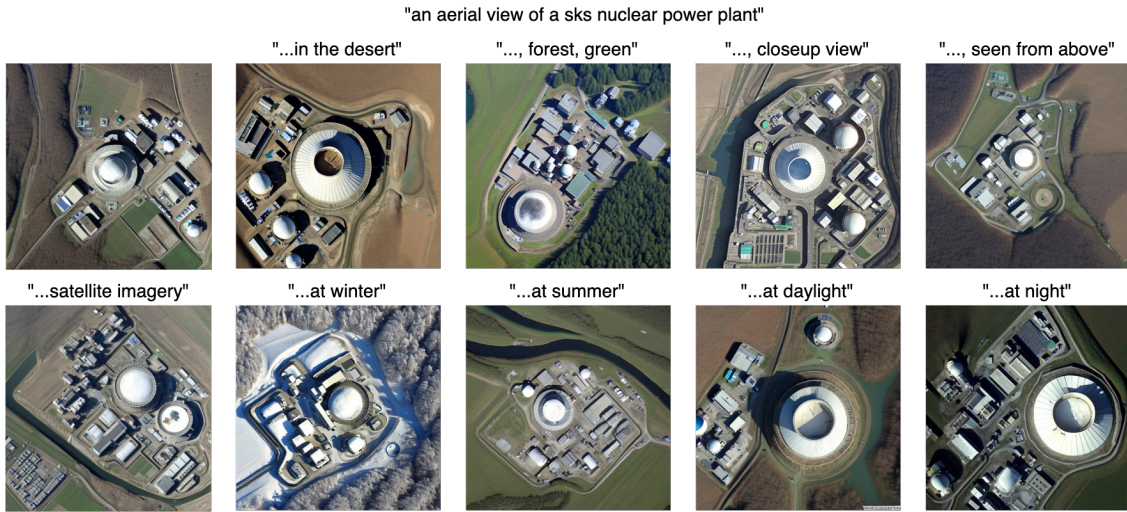 "an aerial view of a sks nuclear power plant"
"...in the desert" "..., forest, green" "..., closeup view" "..., seen from above"
"...satellite imagery" "...at winter" "...at summer" "...at daylight" "...at night"